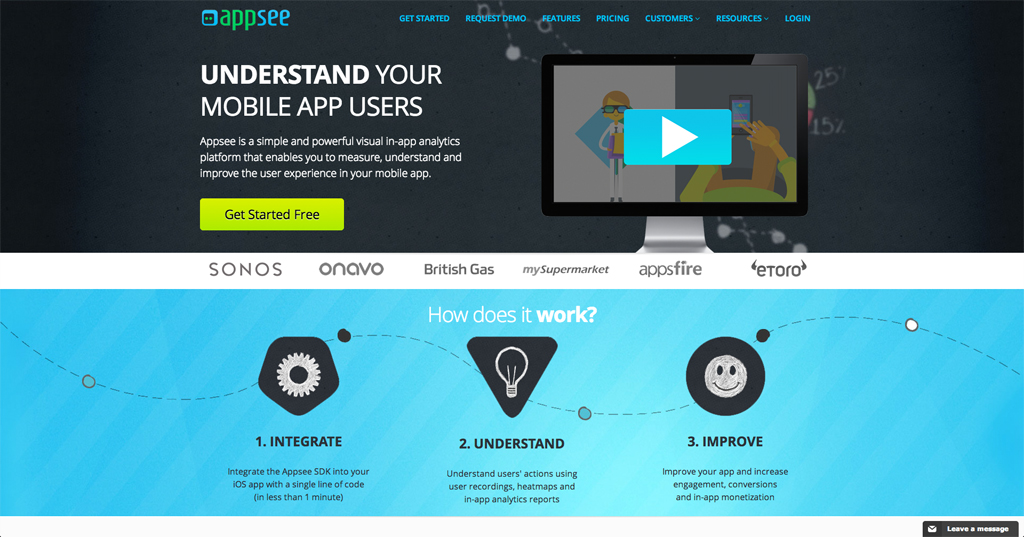 appsee
GET STARTED
REQUEST DEMO
FEATURES
PRICING
CUSTOMERS
RESOURCES
LOGIN
UNDERSTAND YOUR
MOBILE APP USERS
Appsee is a simple and powerful visual in-app analytics
platform that enables you to measure, understand and
improve the user experience in your mobile app.
Get Started Free
25%
15%
SONOS
onavo
British Gas
mySupermarket
appsfire
eTORO
How does it work?
1. INTEGRATE
Integrate the Appsee SDK into your
iOS app with a single line of code
(in less than 1 minute)
2. UNDERSTAND
Understand users' actions using
user recordings, heatmaps and
in-app analytics reports
3. IMPROVE
Improve your app and increase
engagement, conversions
and in-app monetization
Leave a message